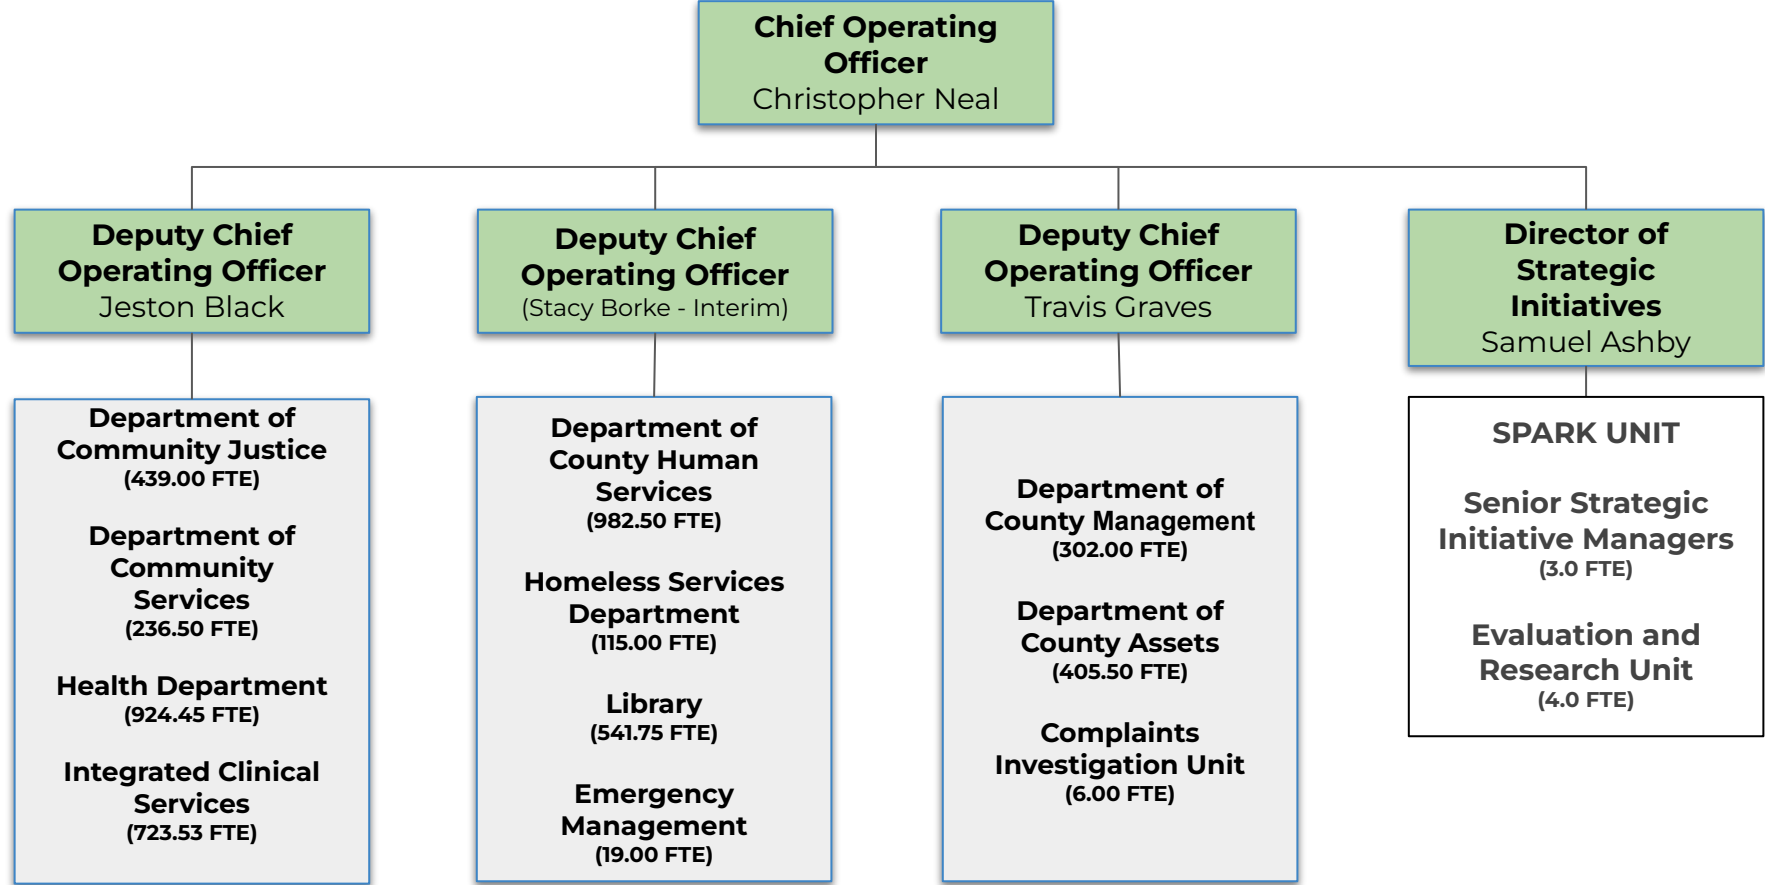 Chief Operating
Officer
Christopher Neal
Deputy Chief
Operating Officer
Jeston Black
Deputy Chief
Operating Officer
(Stacy Borke - Interim)
Deputy Chief
Operating Officer
Travis Graves
Director of
Strategic
Initiatives
Samuel Ashby
Department of
Community Justice
(439.00 FTE)
Department of
Community
Services
(236.50 FTE)
Health Department
(924.45 FTE)
Integrated Clinical
Services
(723.53 FTE)
Department of
County Human
Services
(982.50 FTE)
Homeless Services
Department
(115.00 FTE)
Library
(541.75 FTE)
Emergency
Management
(19.00 FTE)
Department of
County Management
(302.00 FTE)
Department of
County Assets
(405.50 FTE)
Complaints
Investigation Unit
(6.00 FTE)
SPARK UNIT
Senior Strategic
Initiative Managers
(3.0 FTE)
Evaluation and
Research Unit
(4.0 FTE)